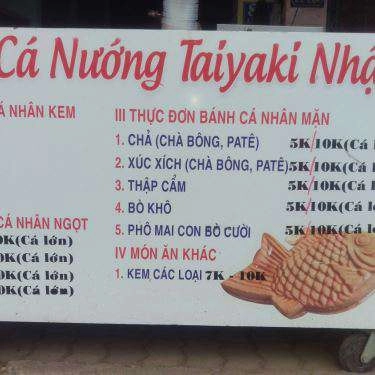 Cá Nướng Taiyaki Nhậ
Á NHÂN KEM
CÁ NHÂN NGỌT
0K(Cá lớn)
0K(Cá lớn)
0K(Cá lớn)
0K(Cá lớn)
III THỰC ĐƠN BÁNH CÁ NHÂN MẶN
1. CHẢ (CHÀ BÔNG, PATÊ) 5K/10K(Cá l
2. XÚC XÍCH (CHÀ BÔNG, PATÊ) 5K/10K(Cá l
3. THẬP CẨM 5K/10K(Cá l
4. BÒ KHÔ 5K/10K(Cá l
5. PHÔ MAI CON BÒ CƯỜI 5K/10K(Cá l
IV MÓN ĂN KHÁC
1. KEM CÁC LOẠI 7K - 10K